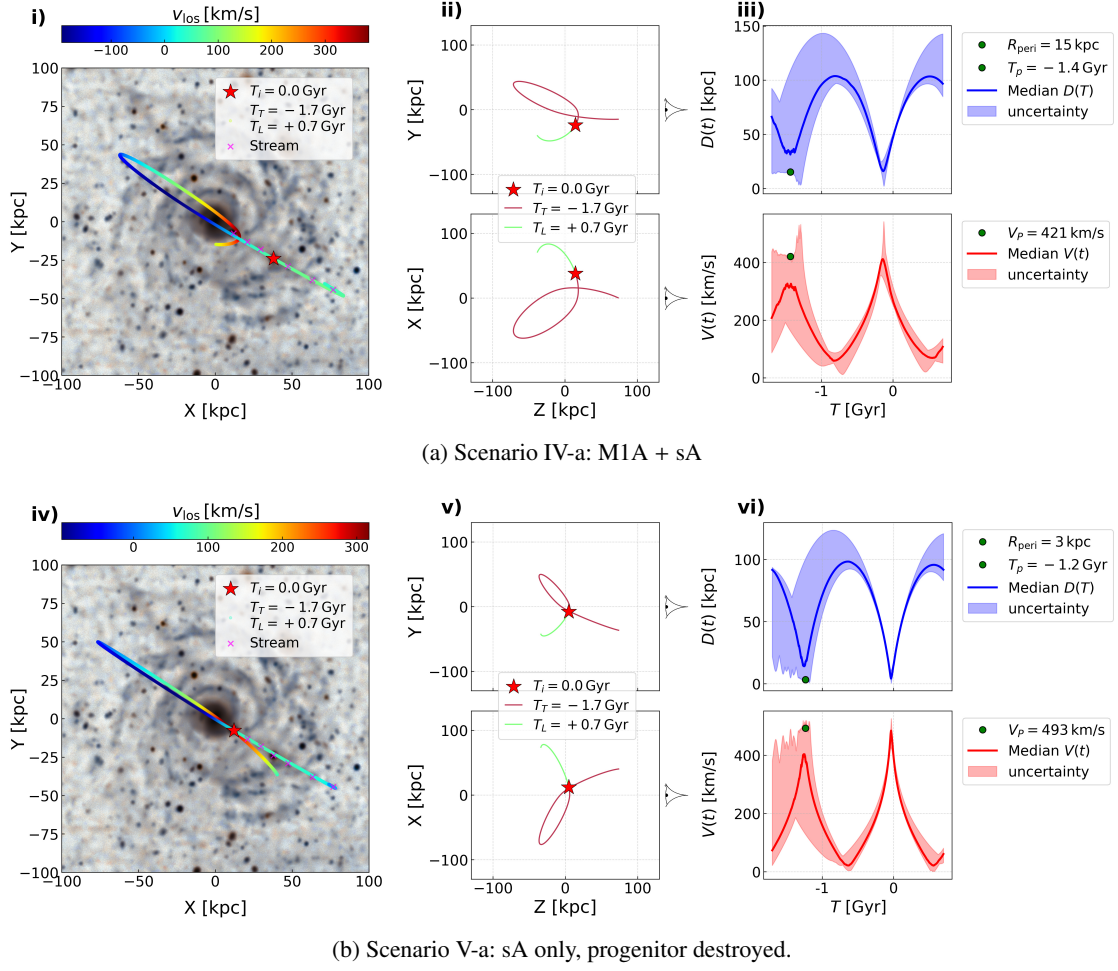 i)
v_los [km/s]
−100 0 100 200 300
T_i = 0.0 Gyr
T_T = −1.7 Gyr
T_L = +0.7 Gyr
Stream
Y [kpc]
100
75
50
25
0
−25
−50
−75
−100
−100 −50 0 50 100
X [kpc]
ii)
Y [kpc]
100
0
−100
T_i = 0.0 Gyr
T_T = −1.7 Gyr
T_L = +0.7 Gyr
X [kpc]
100
0
−100
−100 0 100
Z [kpc]
iii)
D(t) [kpc]
150
100
50
0
R_peri = 15 kpc
T_p = −1.4 Gyr
Median D(T)
uncertainty
V(t) [km/s]
400
200
0
V_P = 421 km/s
Median V(t)
uncertainty
-1 0
T [Gyr]
(a) Scenario IV-a: M1A + sA
iv)
v_los [km/s]
0 100 200 300
T_i = 0.0 Gyr
T_T = −1.7 Gyr
T_L = +0.7 Gyr
Stream
Y [kpc]
100
75
50
25
0
−25
−50
−75
−100
−100 −50 0 50 100
X [kpc]
v)
Y [kpc]
100
0
−100
T_i = 0.0 Gyr
T_T = −1.7 Gyr
T_L = +0.7 Gyr
X [kpc]
100
0
−100
−100 0 100
Z [kpc]
vi)
D(t) [kpc]
100
50
0
R_peri = 3 kpc
T_p = −1.2 Gyr
Median D(T)
uncertainty
V(t) [km/s]
400
200
0
V_P = 493 km/s
Median V(t)
uncertainty
-1 0
T [Gyr]
(b) Scenario V-a: sA only, progenitor destroyed.